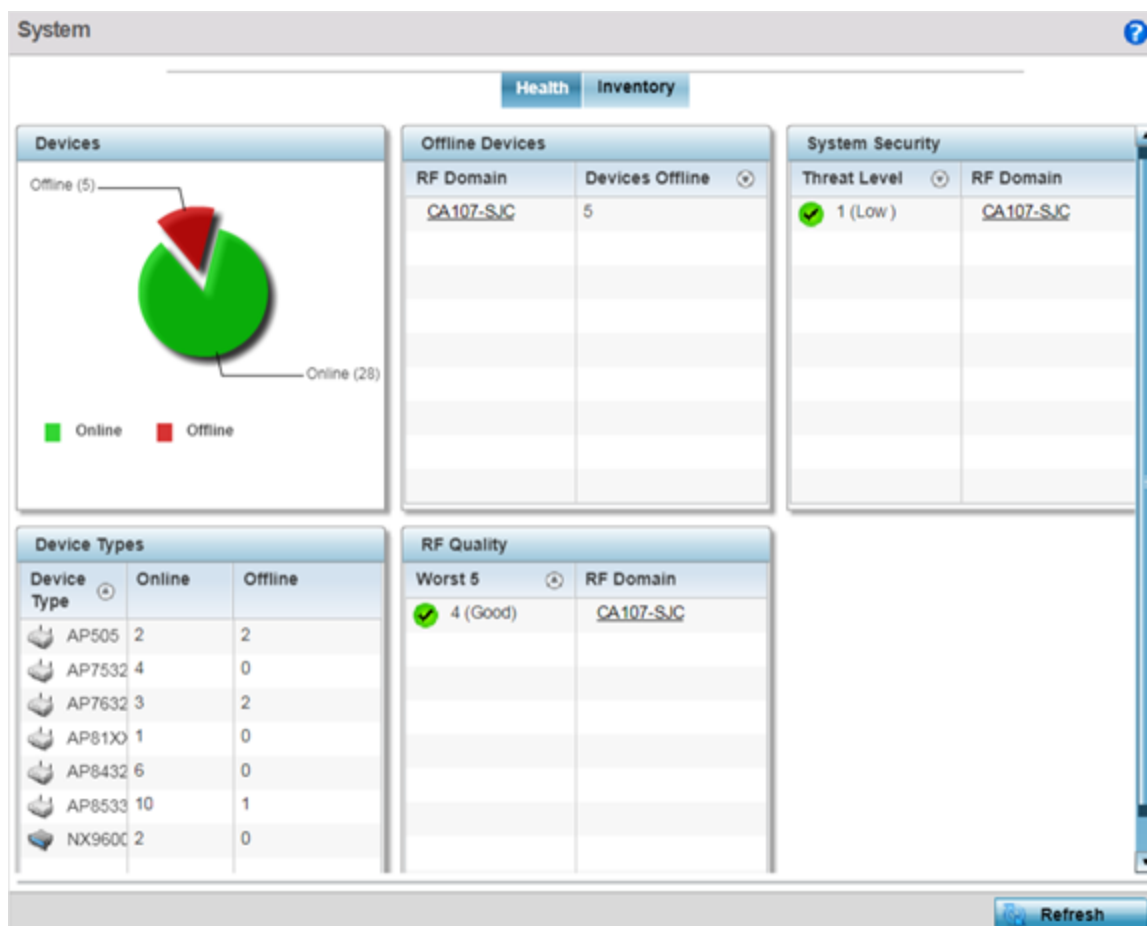 System
?
Health Inventory
Devices
Offline (5)
Online (28)
Online Offline
Offline Devices
RF Domain Devices Offline
CA107-SJC 5
System Security
Threat Level RF Domain
1 (Low) CA107-SJC
Device Types
Device Type Online Offline
AP505 2 2
AP7532 4 0
AP7632 3 2
AP81XX 1 0
AP8432 6 0
AP8533 10 1
NX9600 2 0
RF Quality
Worst 5 RF Domain
4 (Good) CA107-SJC
Refresh